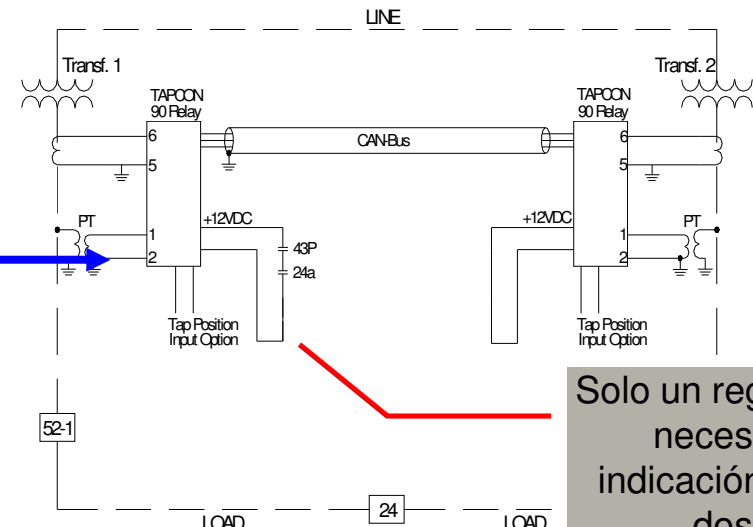 LINE
Transf. 1
Transf. 2
TAPCON
90 Relay
TAPCON
90 Relay
6
5
CAN-Bus
6
5
+12VDC
+12VDC
PT
1
2
43P
24a
1
2
PT
Tap Position
Input Option
Tap Position
Input Option
Solo un reg
neces
indicación
dos
52-1
24
LOAD
LOAD